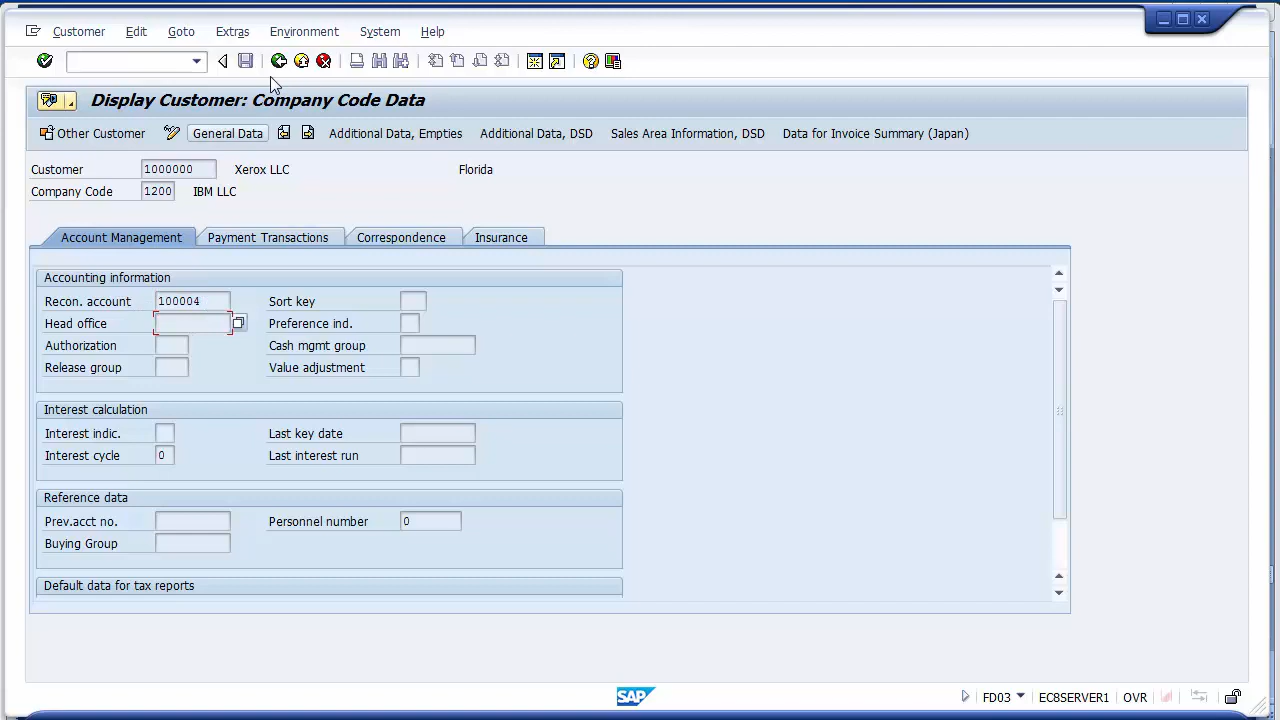 Customer Edit Goto Extras Environment System Help
Display Customer: Company Code Data
Other Customer General Data Additional Data, Empties Additional Data, DSD Sales Area Information, DSD Data for Invoice Summary (Japan)
Customer 1000000 Xerox LLC Florida
Company Code 1200 IBM LLC
Account Management Payment Transactions Correspondence Insurance
Accounting information
Recon. account 100004 Sort key
Head office Preference ind.
Authorization Cash mgmt group
Release group Value adjustment
Interest calculation
Interest indic. Last key date
Interest cycle 0 Last interest run
Reference data
Prev.acct no. Personnel number 0
Buying Group
Default data for tax reports
SAP FD03 ECSSERVER1 OVR